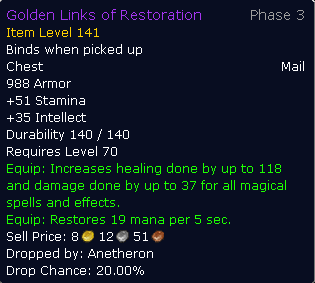 Golden Links of Restoration Phase 3
Item Level 141
Binds when picked up
Chest Mail
988 Armor
+51 Stamina
+35 Intellect
Durability 140 / 140
Requires Level 70
Equip: Increases healing done by up to 118
and damage done by up to 37 for all magical
spells and effects.
Equip: Restores 19 mana per 5 sec.
Sell Price: 8 12 51
Dropped by: Anetheron
Drop Chance: 20.00%